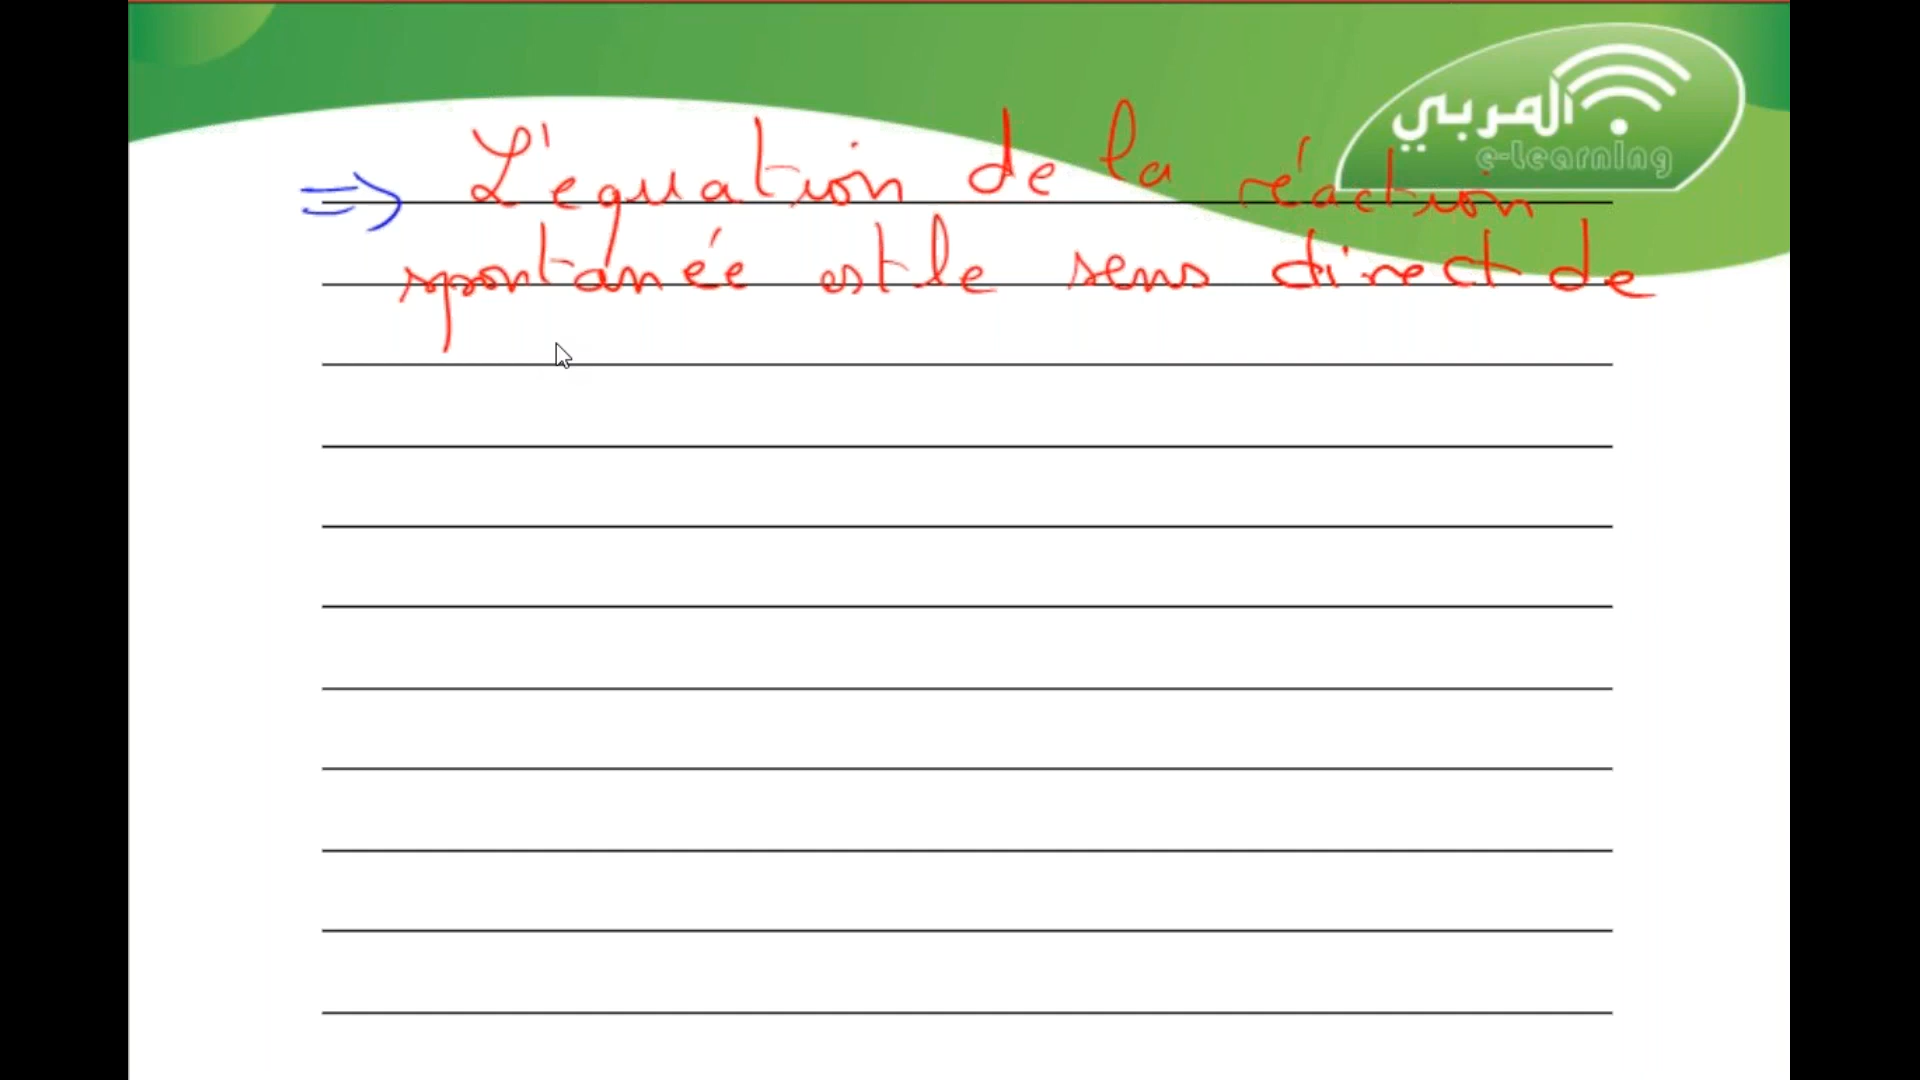 المربي
e-learning
=> L'equation de la réaction
spontanée est le sens direct de